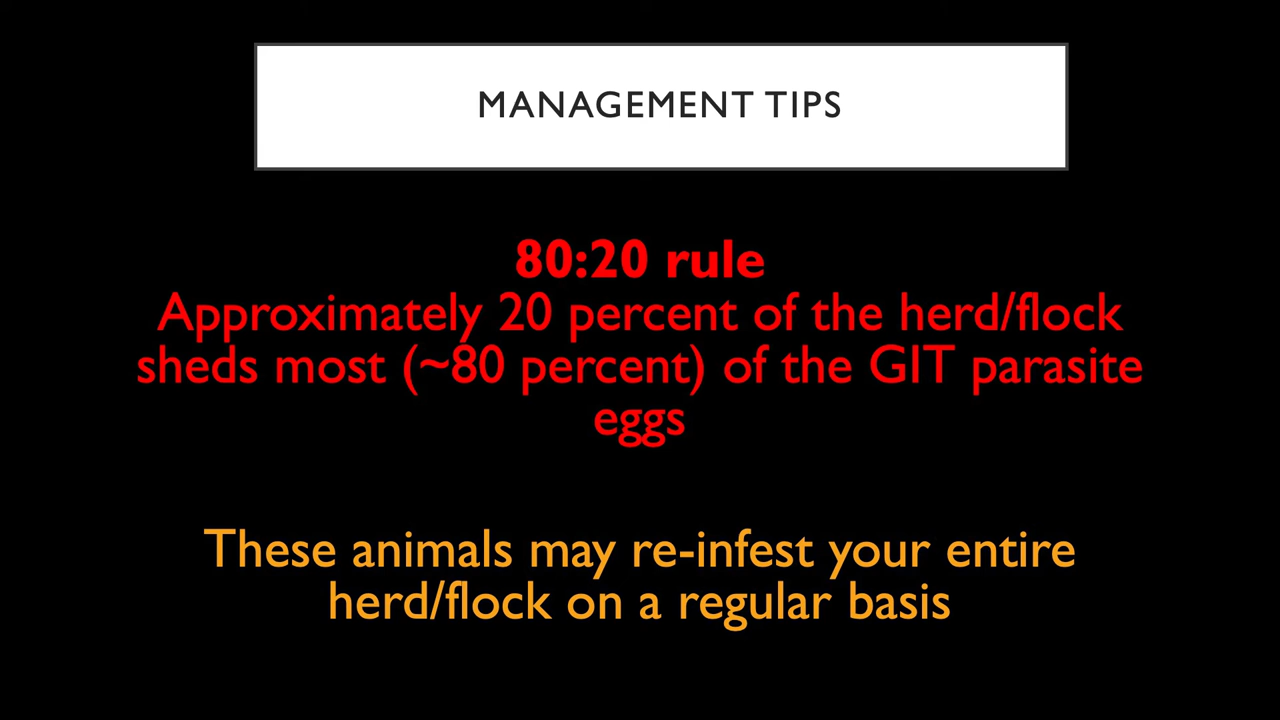 MANAGEMENT TIPS
80:20 rule
Approximately 20 percent of the herd/flock
sheds most (~80 percent) of the GIT parasite
eggs
These animals may re-infest your entire
herd/flock on a regular basis